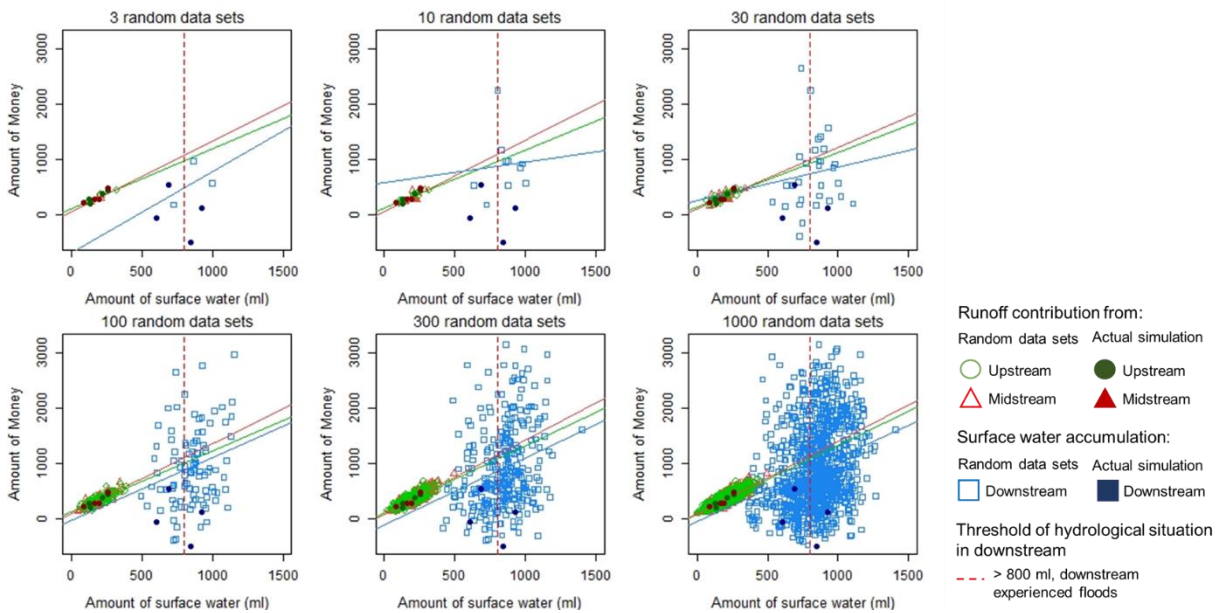 3 random data sets
10 random data sets
30 random data sets
Amount of Money
0 1000 2000 3000
0 500 1000 1500
Amount of surface water (ml)
Amount of Money
0 1000 2000 3000
0 500 1000 1500
Amount of surface water (ml)
Amount of Money
0 1000 2000 3000
0 500 1000 1500
Amount of surface water (ml)
100 random data sets
300 random data sets
1000 random data sets
Amount of Money
0 1000 2000 3000
0 500 1000 1500
Amount of surface water (ml)
Amount of Money
0 1000 2000 3000
0 500 1000 1500
Amount of surface water (ml)
Amount of Money
0 1000 2000 3000
0 500 1000 1500
Amount of surface water (ml)
Runoff contribution from:
Random data sets Actual simulation
Upstream Upstream
Midstream Midstream
Surface water accumulation:
Random data sets Actual simulation
Downstream Downstream
Threshold of hydrological situation
in downstream
> 800 ml, downstream
experienced floods